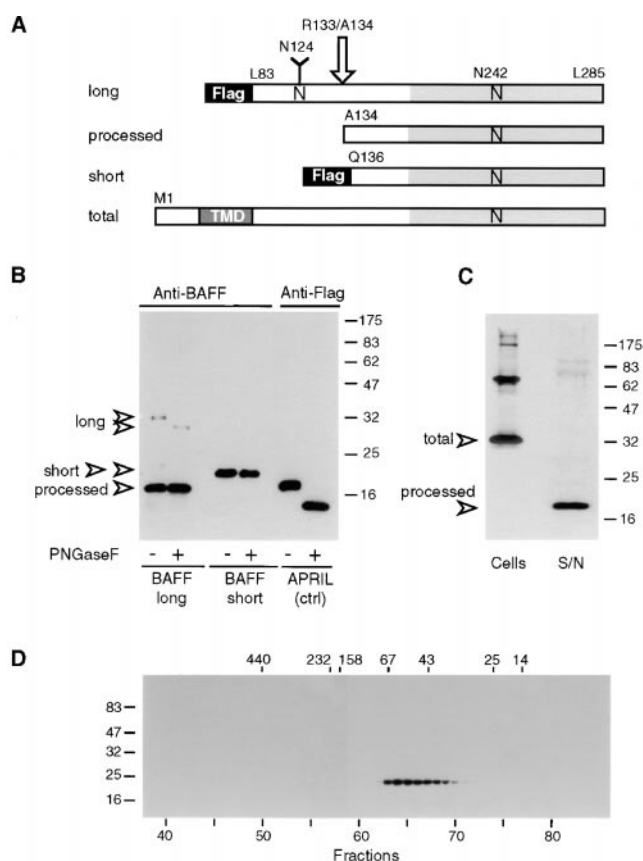 A
R133/A134
N124
L83
N242
L285
long
Flag
N
N
A134
processed
N
Q136
short
Flag
N
M1
total
TMD
N
B
Anti-BAFF
Anti-Flag
175
83
62
47
32
25
16
long
short
processed
PNGaseF
- + - + - +
BAFF long
BAFF short
APRIL (ctrl)
C
175
83
62
47
32
25
16
total
processed
Cells
S/N
D
440 232 158 67 43 25 14
83
47
32
25
16
40 50 60 70 80
Fractions